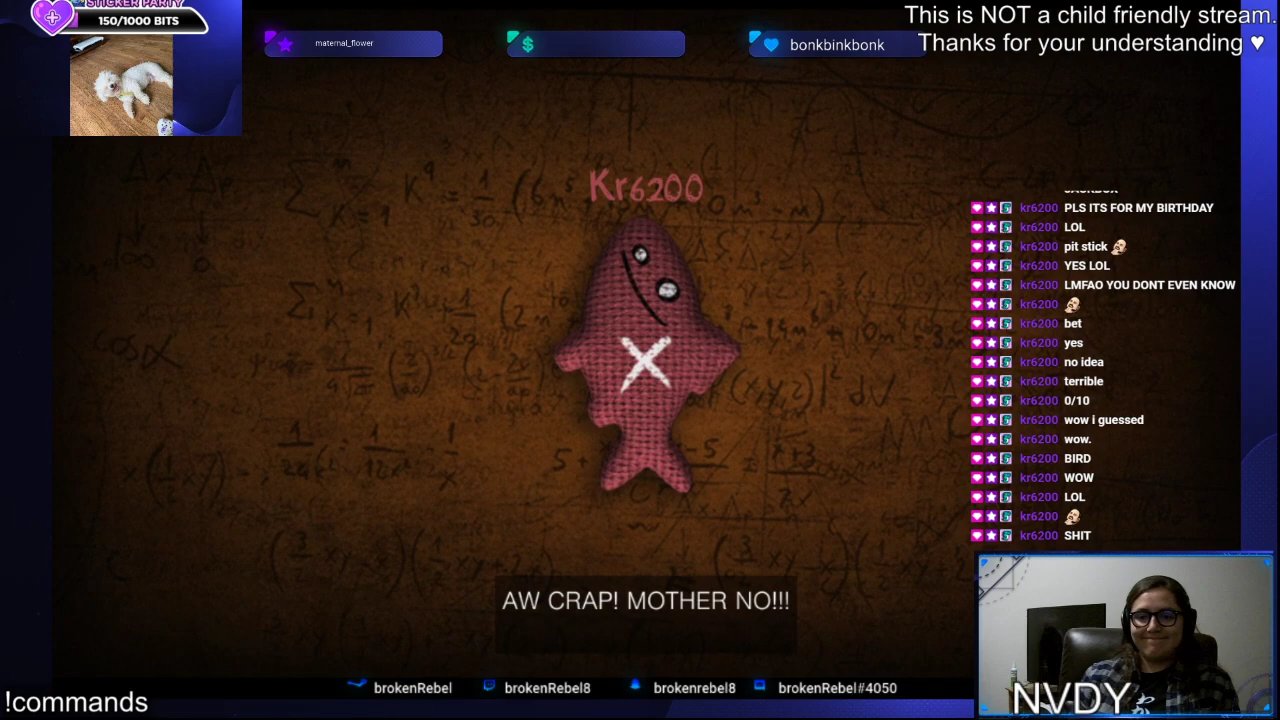 STICKER PARTY
150/1000 BITS
maternal_flower
bonkbinkbonk
This is NOT a child friendly stream.
Thanks for your understanding ♥
Kr6200
JACKBOX
kr6200 PLS ITS FOR MY BIRTHDAY
kr6200 LOL
kr6200 pit stick
kr6200 YES LOL
kr6200 LMFAO YOU DONT EVEN KNOW
kr6200
kr6200 bet
kr6200 yes
kr6200 no idea
kr6200 terrible
kr6200 0/10
kr6200 wow i guessed
kr6200 wow.
kr6200 BIRD
kr6200 WOW
kr6200 LOL
kr6200
kr6200 SHIT
AW CRAP! MOTHER NO!!!
NVDY
brokenRebel brokenRebel8 brokenrebel8 brokenRebel#4050
!commands